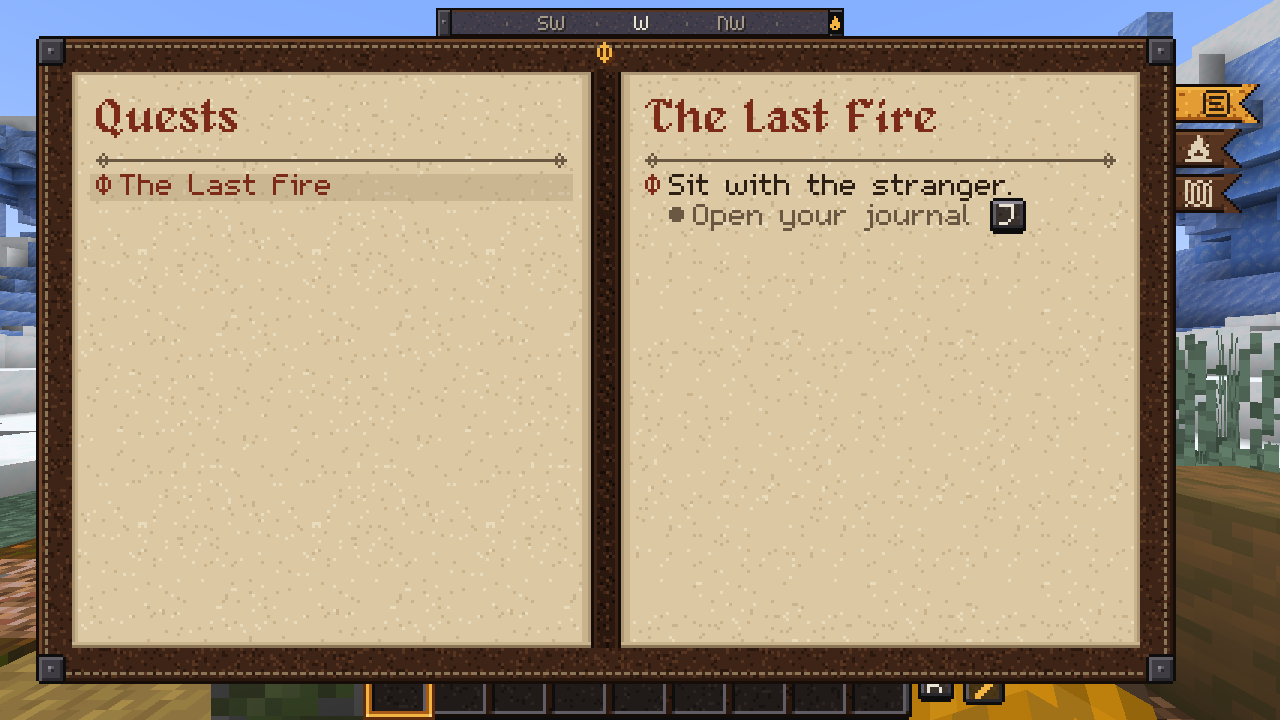 SW W NW
Quests
The Last Fire
The Last Fire
Sit with the stranger.
Open your journal J